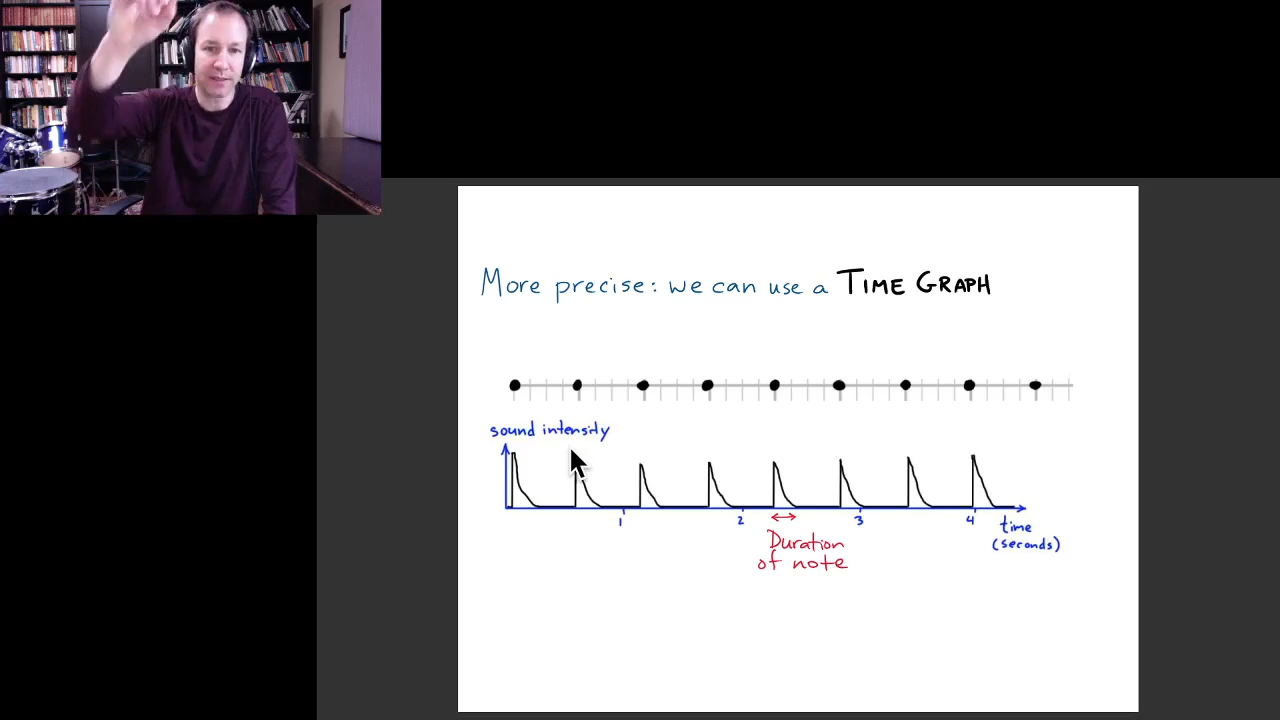 More precise: we can use a TIME GRAPH
sound intensity
1 2 3 4 time
(seconds)
Duration
of note